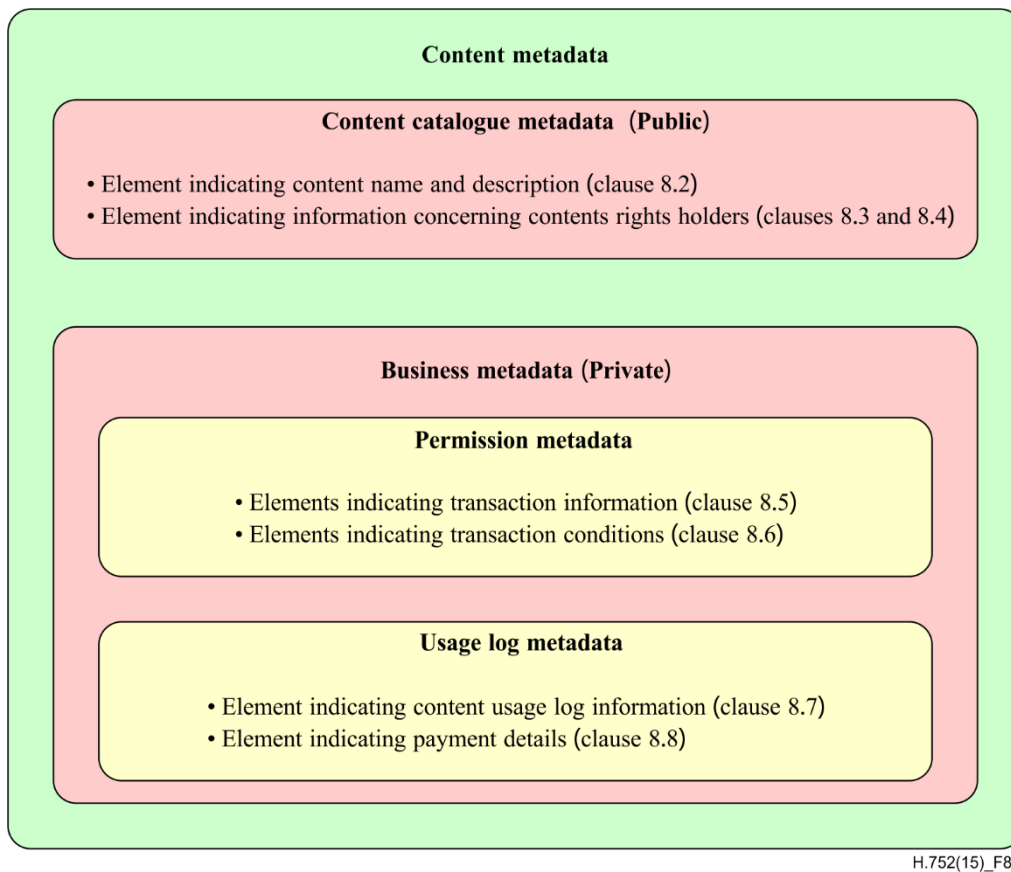 Content metadata
Content catalogue metadata (Public)
• Element indicating content name and description (clause 8.2)
• Element indicating information concerning contents rights holders (clauses 8.3 and 8.4)
Business metadata (Private)
Permission metadata
• Elements indicating transaction information (clause 8.5)
• Elements indicating transaction conditions (clause 8.6)
Usage log metadata
• Element indicating content usage log information (clause 8.7)
• Element indicating payment details (clause 8.8)
H.752(15)_F8